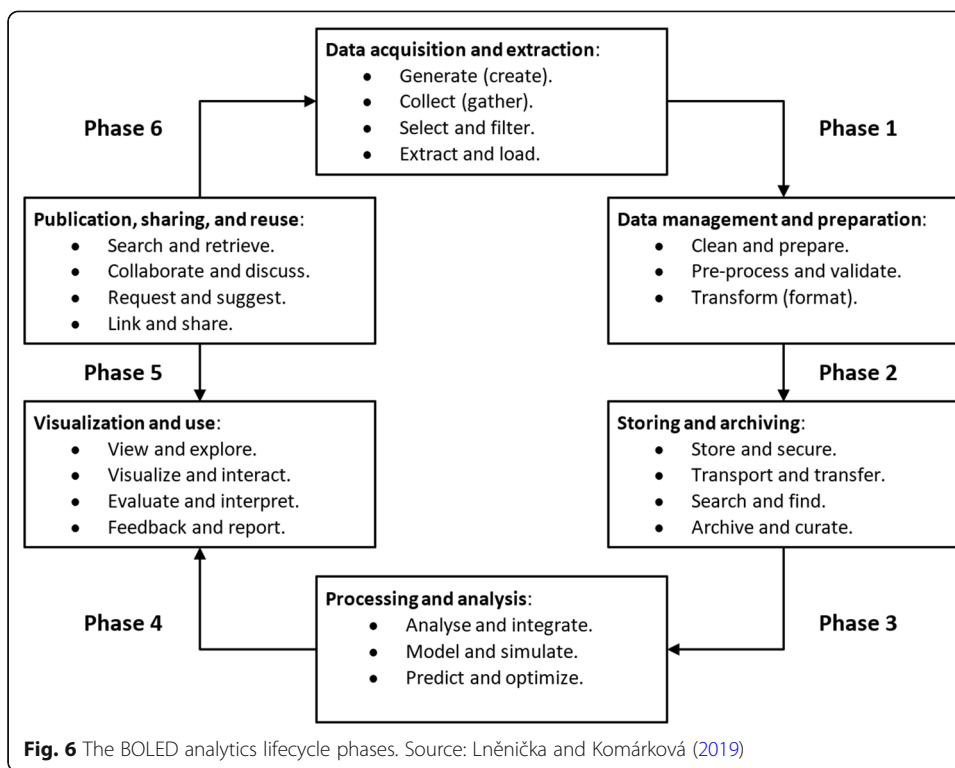 Data acquisition and extraction:
• Generate (create).
• Collect (gather).
• Select and filter.
• Extract and load.
Phase 6
Phase 1
Publication, sharing, and reuse:
• Search and retrieve.
• Collaborate and discuss.
• Request and suggest.
• Link and share.
Data management and preparation:
• Clean and prepare.
• Pre-process and validate.
• Transform (format).
Phase 5
Phase 2
Visualization and use:
• View and explore.
• Visualize and interact.
• Evaluate and interpret.
• Feedback and report.
Storing and archiving:
• Store and secure.
• Transport and transfer.
• Search and find.
• Archive and curate.
Phase 4
Processing and analysis:
• Analyse and integrate.
• Model and simulate.
• Predict and optimize.
Phase 3
Fig. 6 The BOLED analytics lifecycle phases. Source: Lněnička and Komárková (2019)